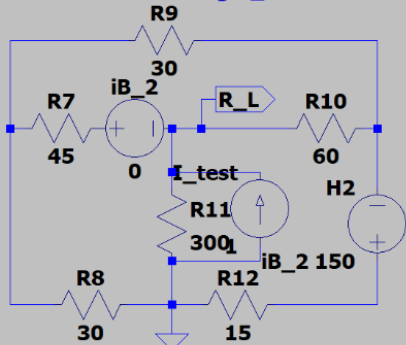 R9
30
iB_2
R_L
R7
R10
+
−
45
0
60
I_test
H2
R11
−
300
1
+
iB_2 150
R8
R12
30
15